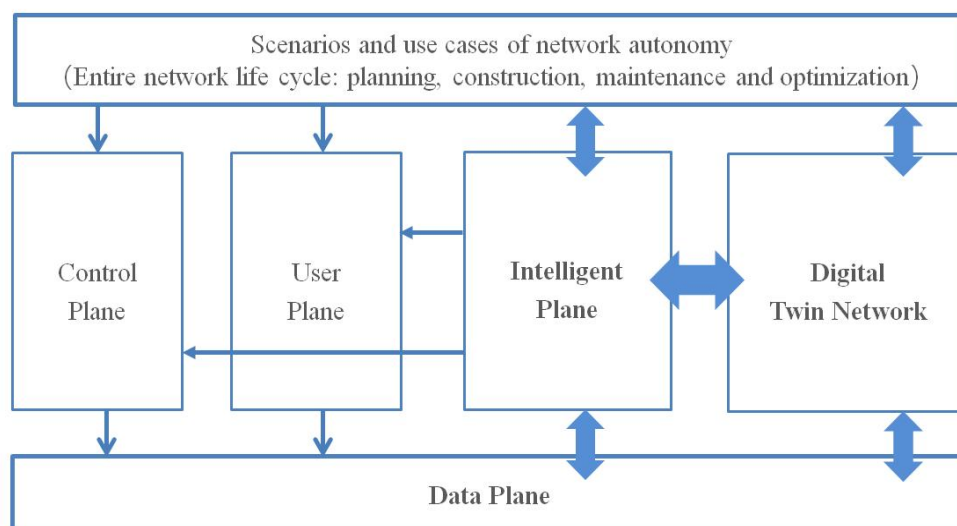 Scenarios and use cases of network autonomy
（Entire network life cycle: planning, construction, maintenance and optimization）
Control
Plane
User
Plane
Intelligent
Plane
Digital
Twin Network
Data Plane